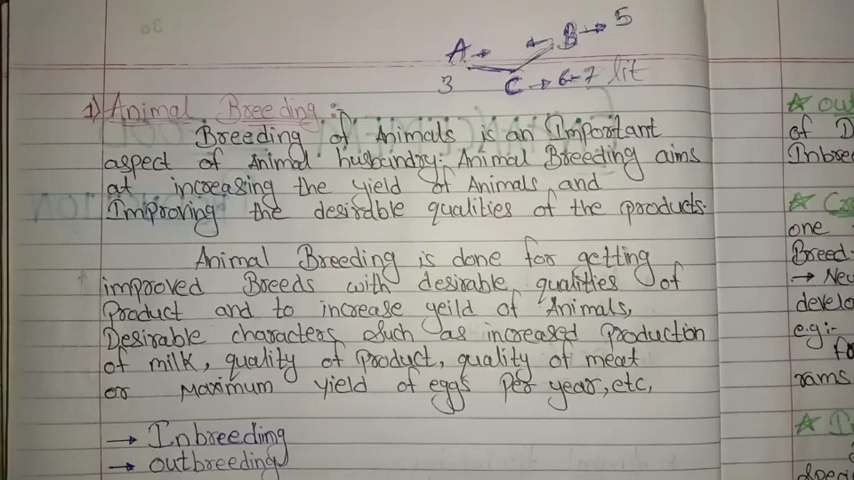 A → ← B → 5
3 C → 6-7 lit
1) Animal Breeding :-
Breeding of Animals is an Important
aspect of Animal husbandry. Animal Breeding aims
at increasing the yield of Animals and
Improving the desirable qualities of the products.
Animal Breeding is done for getting
improved Breeds with desirable qualities of
Product and to increase yeild of Animals,
Desirable characters such as increased production
of milk, quality of product, quality of meat
or Maximum yield of eggs per year, etc,
→ Inbreeding
→ outbreeding
☆ out
of
Inbree
☆
one
Breed.
→ New
develo
e.g:-
fo
rams
☆ I